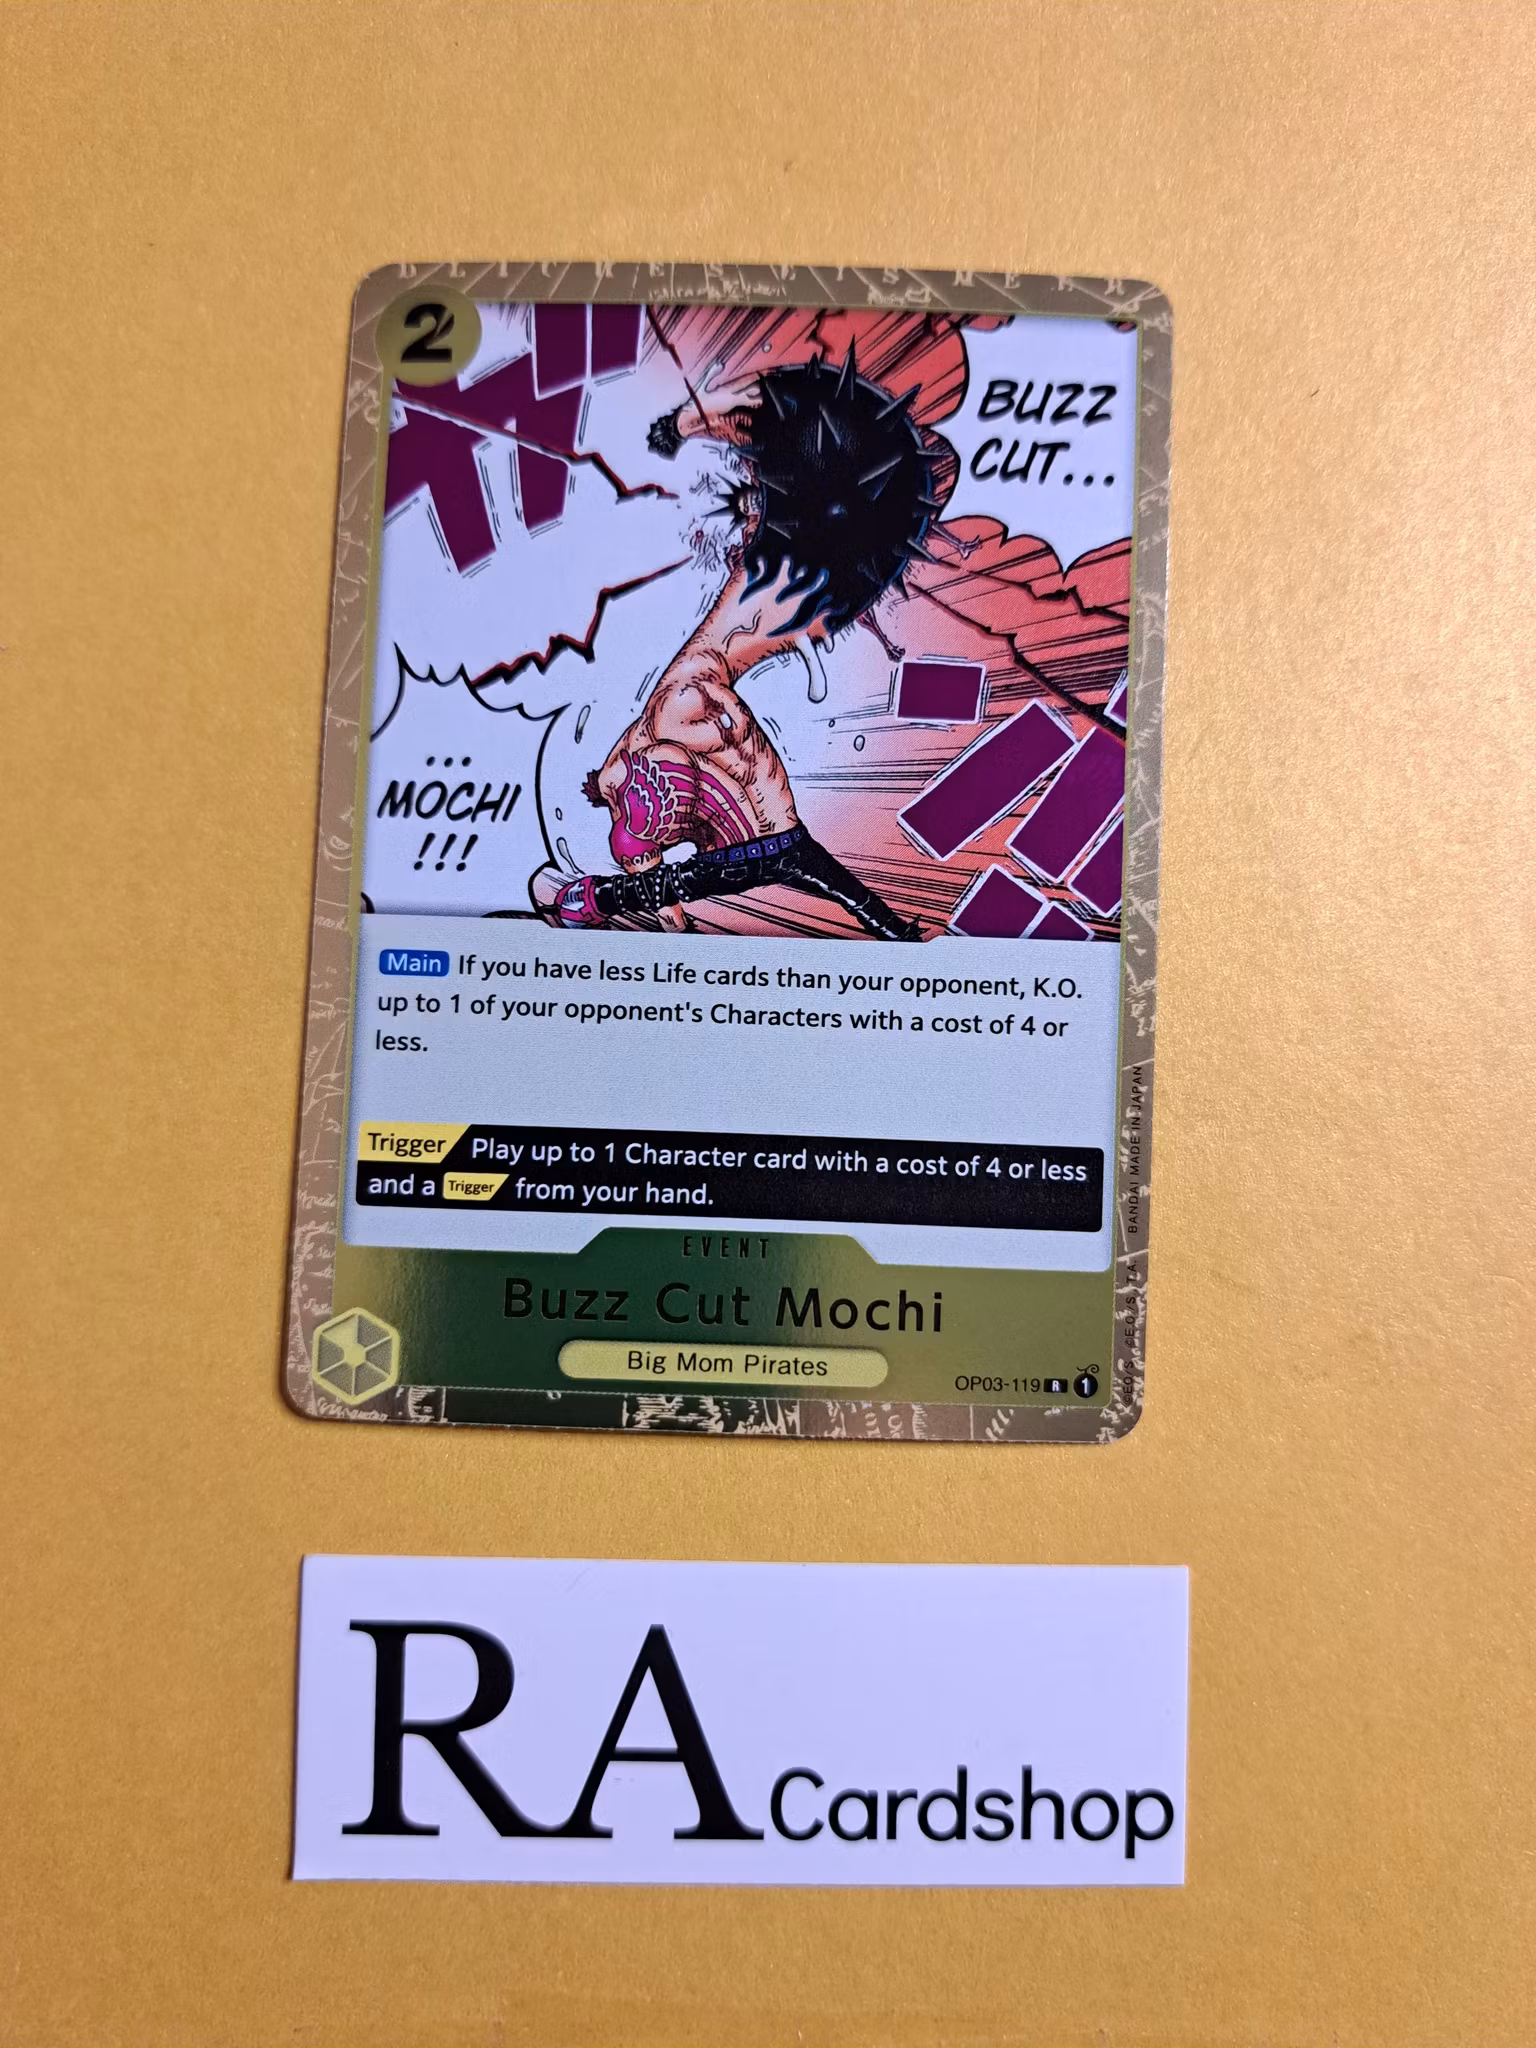 2
BUZZ
CUT...
...
MOCHI
!!!
Main If you have less Life cards than your opponent, K.O.
up to 1 of your opponent's Characters with a cost of 4 or
less.
Trigger Play up to 1 Character card with a cost of 4 or less
and a Trigger from your hand.
EVENT
Buzz Cut Mochi
Big Mom Pirates
OP03-119 R 1
©E.O/S. ©E.O./S., T.A. BANDAI MADE IN JAPAN
RA Cardshop